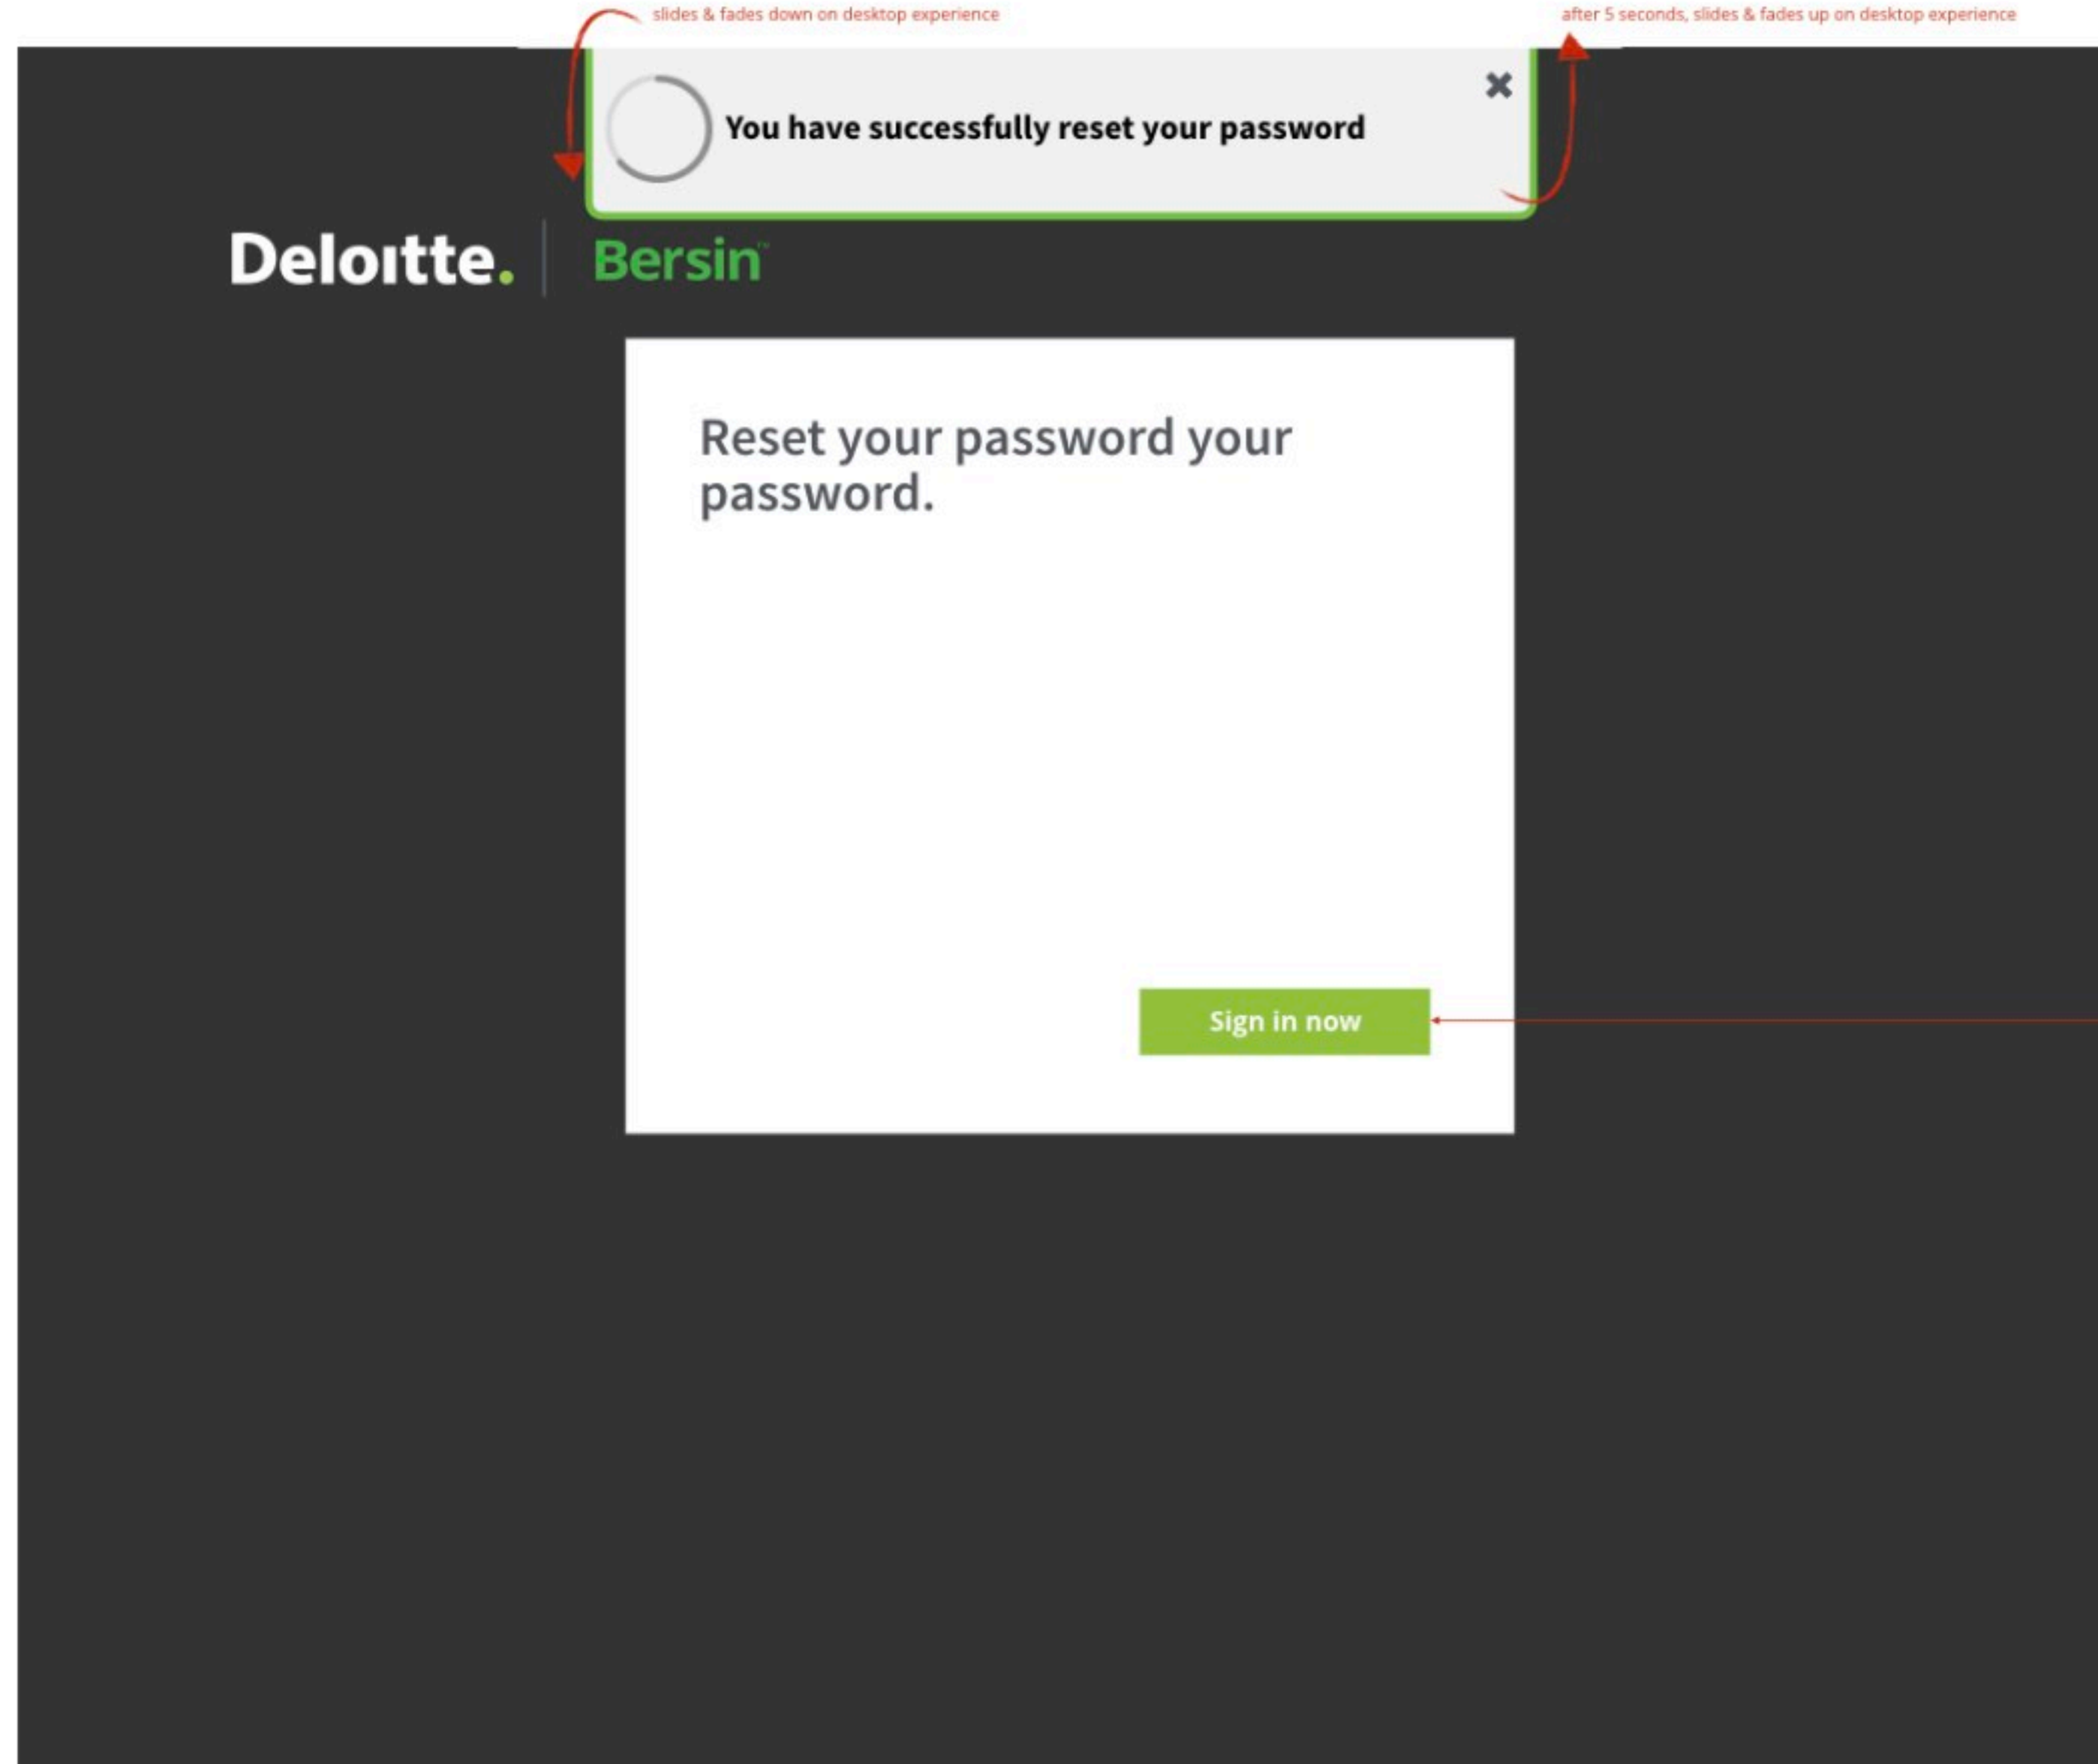 slides & fades down on desktop experience
after 5 seconds, slides & fades up on desktop experience
You have successfully reset your password
Deloitte.
Bersin™
Reset your password your
password.
Sign in now